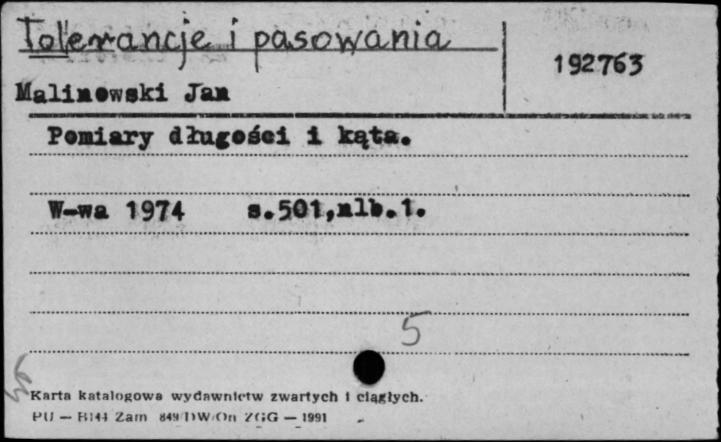 Tolerancje i pasowania
192763
Malinowski Jan
Pomiary długości i kąta.
W-wa 1974 s.501,nlb.1.
5
Karta katalogowa wydawnictw zwartych i ciągłych.
PU — B144 Zam 849/DW/On ZGG — 1991